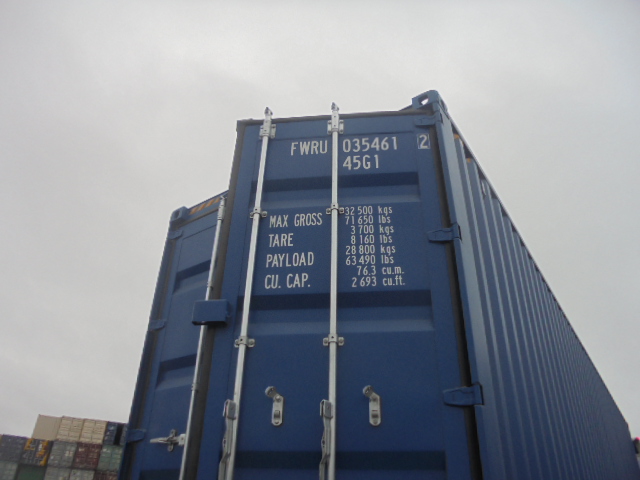 FWRU 035461 2
45G1
MAX GROSS 32 500 kgs
71 650 lbs
TARE 3 700 kgs
8 160 lbs
PAYLOAD 28 800 kgs
63 490 lbs
CU. CAP. 76.3 cu.m.
2 693 cu.ft.